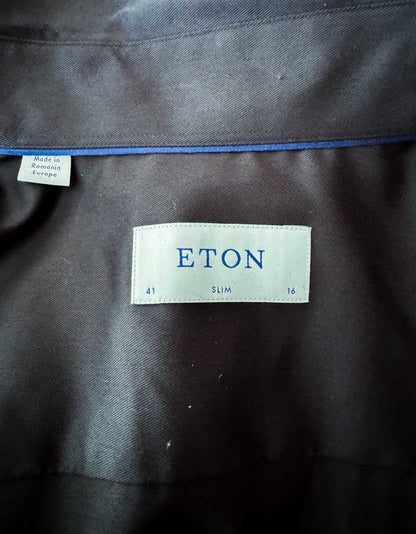 Made in
Romania
Europe
ETON
41 SLIM 16